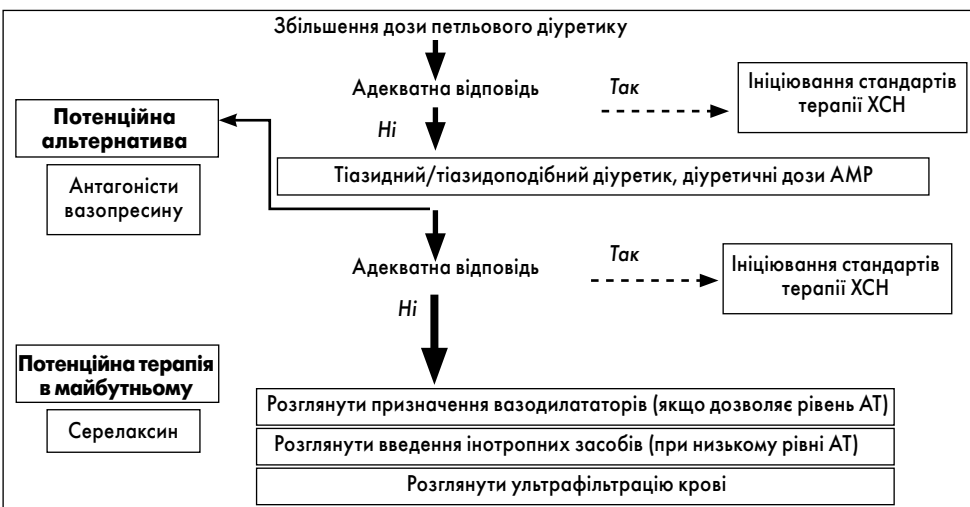 Збільшення дози петльового діуретику
Адекватна відповідь
Так
Ініціювання стандартів
терапії ХСН
Потенційна
альтернатива
Ні
Антагоністи
вазопресину
Тіазидний/тіазидоподібний діуретик, діуретичні дози АМР
Адекватна відповідь
Так
Ініціювання стандартів
терапії ХСН
Ні
Потенційна терапія
в майбутньому
Серелаксин
Розглянути призначення вазодилататорів (якщо дозволяє рівень АТ)
Розглянути введення інотропних засобів (при низькому рівні АТ)
Розглянути ультрафільтрацію крові